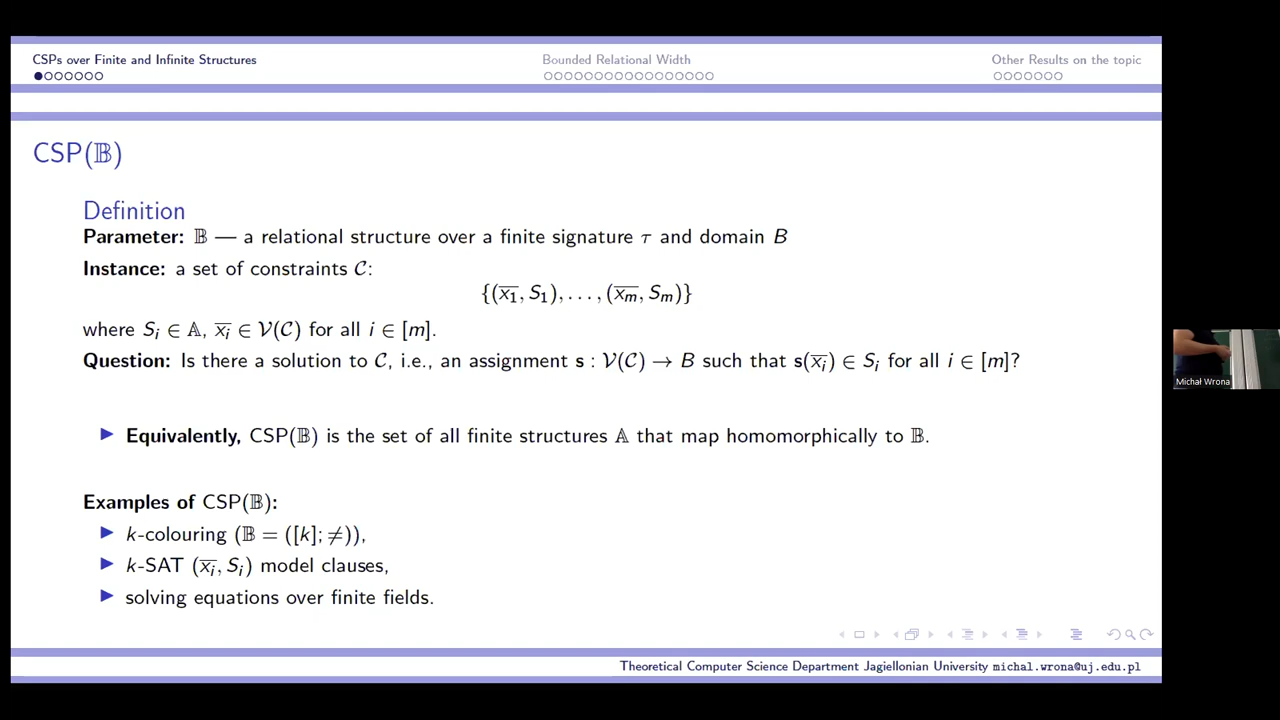 CSPs over Finite and Infinite Structures
Bounded Relational Width
Other Results on the topic
CSP(𝔹)
Definition
Parameter: 𝔹 — a relational structure over a finite signature τ and domain B
Instance: a set of constraints 𝒞:
{(x̅₁, S₁), . . . , (x̅ₘ, Sₘ)}
where Sᵢ ∈ 𝔸, x̅ᵢ ∈ 𝒱(𝒞) for all i ∈ [m].
Question: Is there a solution to 𝒞, i.e., an assignment s : 𝒱(𝒞) → B such that s(x̅ᵢ) ∈ Sᵢ for all i ∈ [m]?
▶ Equivalently, CSP(𝔹) is the set of all finite structures 𝔸 that map homomorphically to 𝔹.
Examples of CSP(𝔹):
▶ k-colouring (𝔹 = ([k]; ≠)),
▶ k-SAT (x̅ᵢ, Sᵢ) model clauses,
▶ solving equations over finite fields.
Theoretical Computer Science Department Jagiellonian University michal.wrona@uj.edu.pl
Michał Wrona